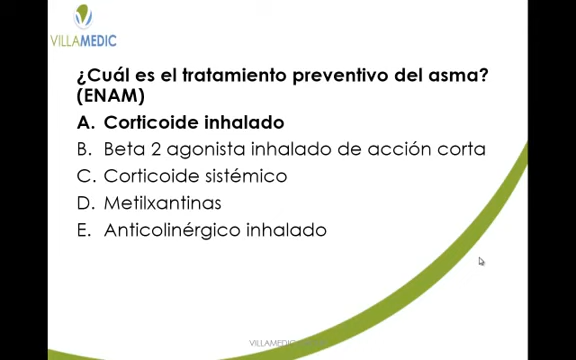 VILLAMEDIC
¿Cuál es el tratamiento preventivo del asma?
(ENAM)
A. Corticoide inhalado
B. Beta 2 agonista inhalado de acción corta
C. Corticoide sistémico
D. Metilxantinas
E. Anticolinérgico inhalado
VILLAMEDIC